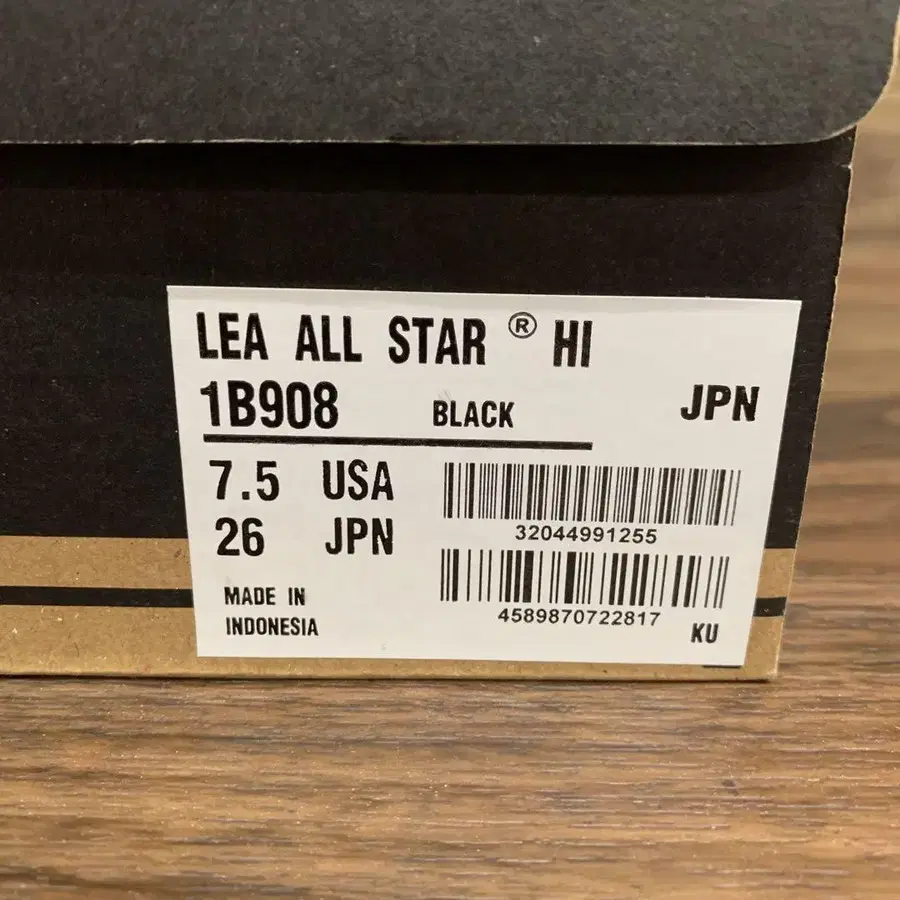 LEA ALL STAR ® HI
1B908 BLACK JPN
7.5 USA
26 JPN
32044991255
4589870722817
MADE IN
INDONESIA
KU